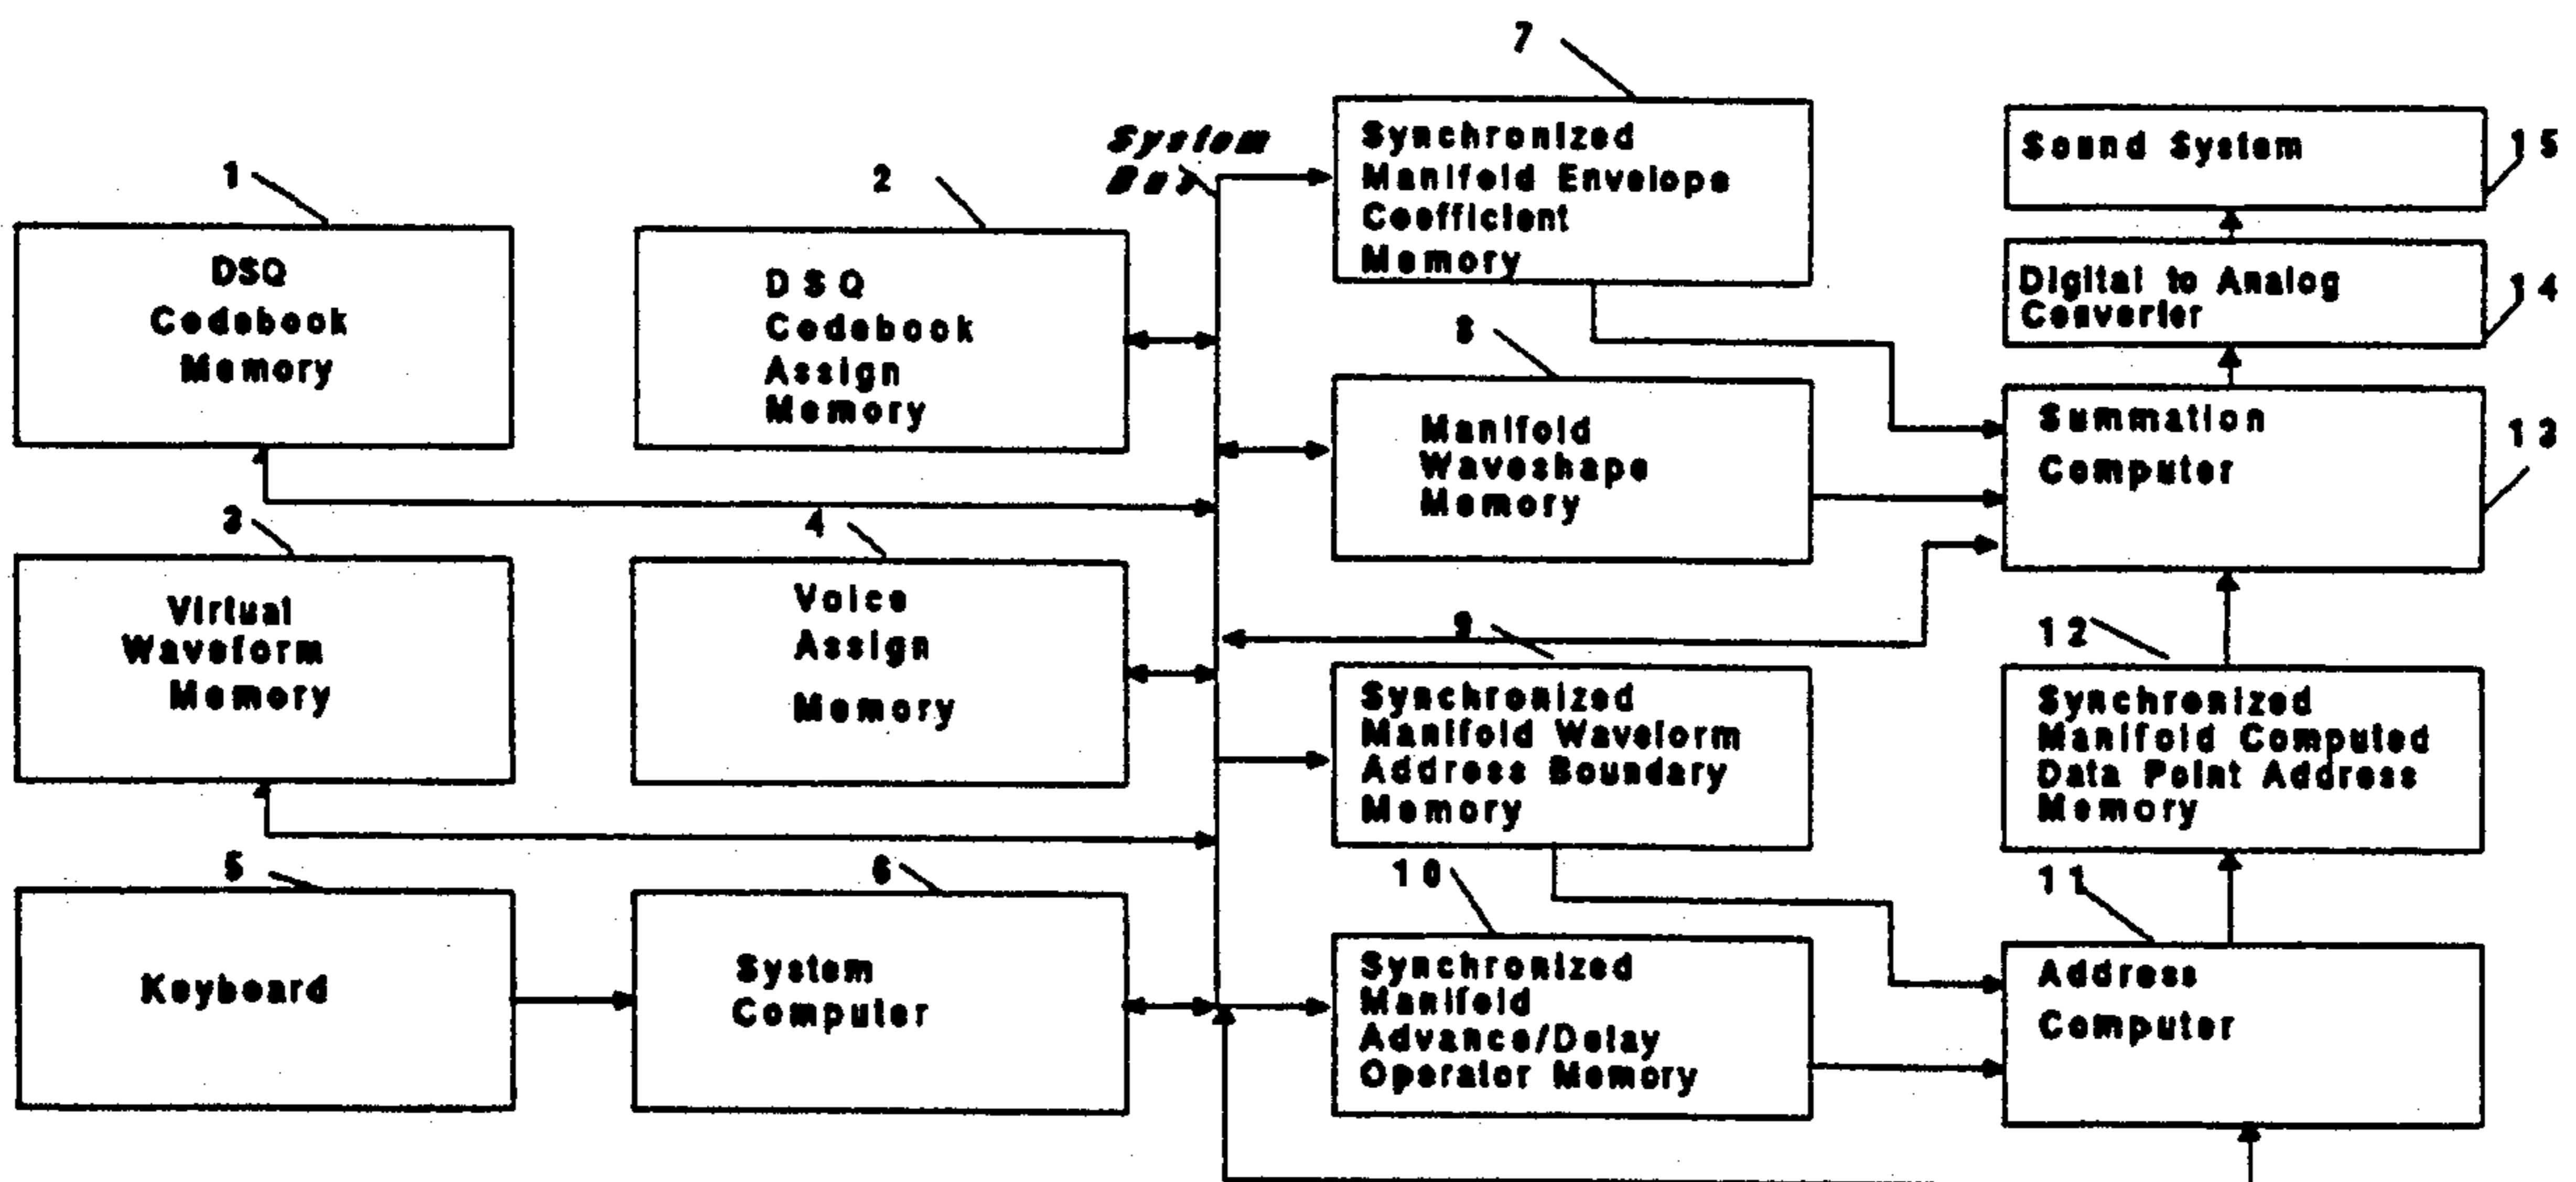 1
DSQ
Codebook
Memory
2
DSQ
Codebook
Assign
Memory
3
Virtual
Waveform
Memory
4
Voice
Assign
Memory
5
Keyboard
6
System
Computer
System
Bus
7
Synchronized
Manifold Envelope
Coefficient
Memory
8
Manifold
Waveshape
Memory
9
Synchronized
Manifold Waveform
Address Boundary
Memory
10
Synchronized
Manifold
Advance/Delay
Operator Memory
Sound System
15
Digital to Analog
Converter
14
Summation
Computer
13
12
Synchronized
Manifold Computed
Data Point Address
Memory
11
Address
Computer